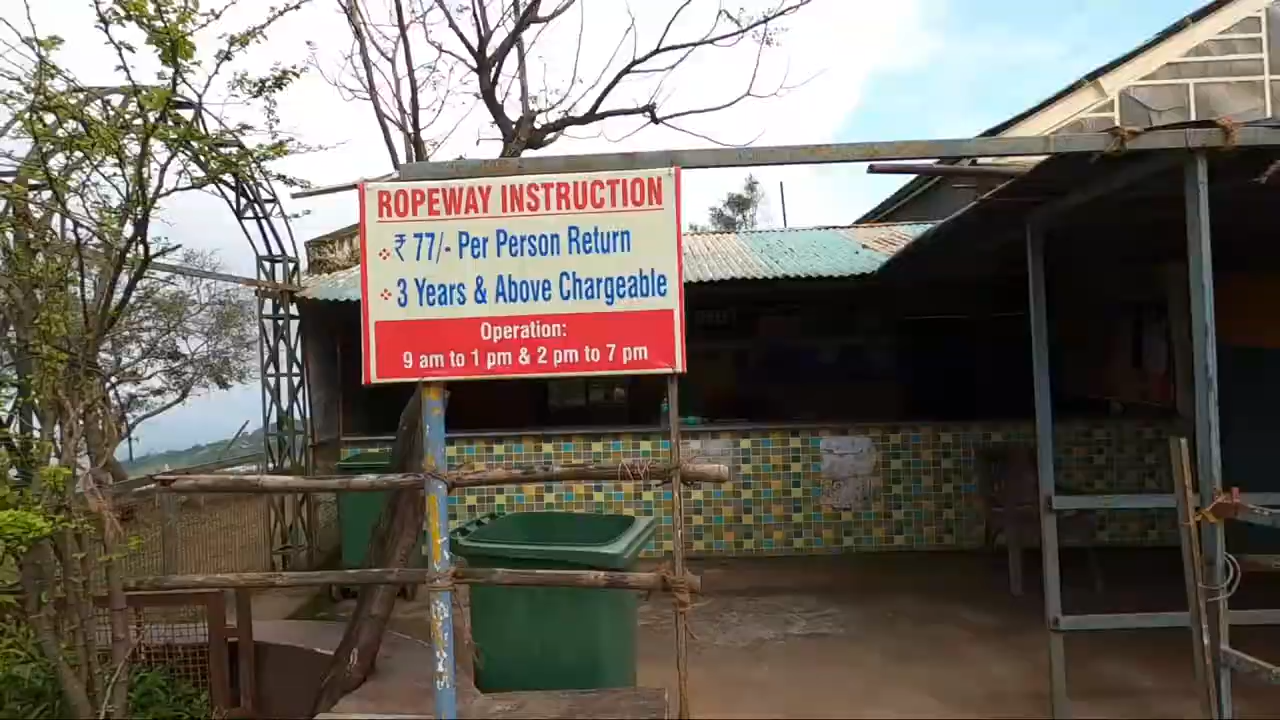 ROPEWAY INSTRUCTION
₹ 77/- Per Person Return
3 Years & Above Chargeable
Operation:
9 am to 1 pm & 2 pm to 7 pm